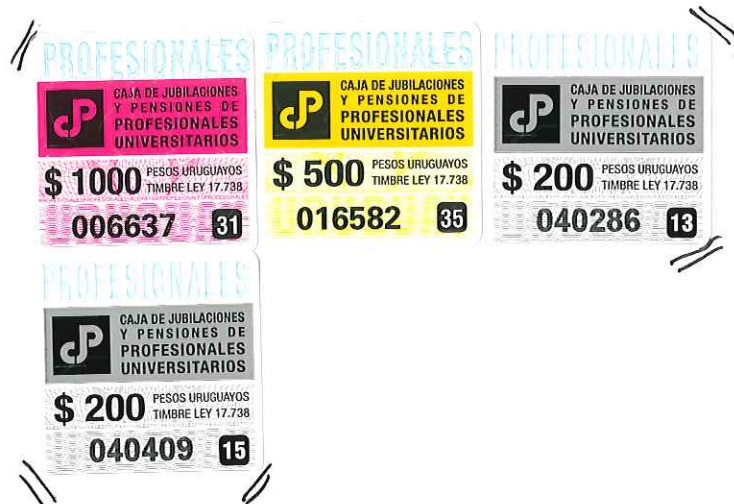 PROFESIONALES
CAJA DE JUBILACIONES
Y PENSIONES DE
PROFESIONALES
UNIVERSITARIOS
$ 1000 PESOS URUGUAYOS
TIMBRE LEY 17.738
006637 31
PROFESIONALES
CAJA DE JUBILACIONES
Y PENSIONES DE
PROFESIONALES
UNIVERSITARIOS
$ 500 PESOS URUGUAYOS
TIMBRE LEY 17.738
016582 35
PROFESIONALES
CAJA DE JUBILACIONES
Y PENSIONES DE
PROFESIONALES
UNIVERSITARIOS
$ 200 PESOS URUGUAYOS
TIMBRE LEY 17.738
040286 13
PROFESIONALES
CAJA DE JUBILACIONES
Y PENSIONES DE
PROFESIONALES
UNIVERSITARIOS
$ 200 PESOS URUGUAYOS
TIMBRE LEY 17.738
040409 15